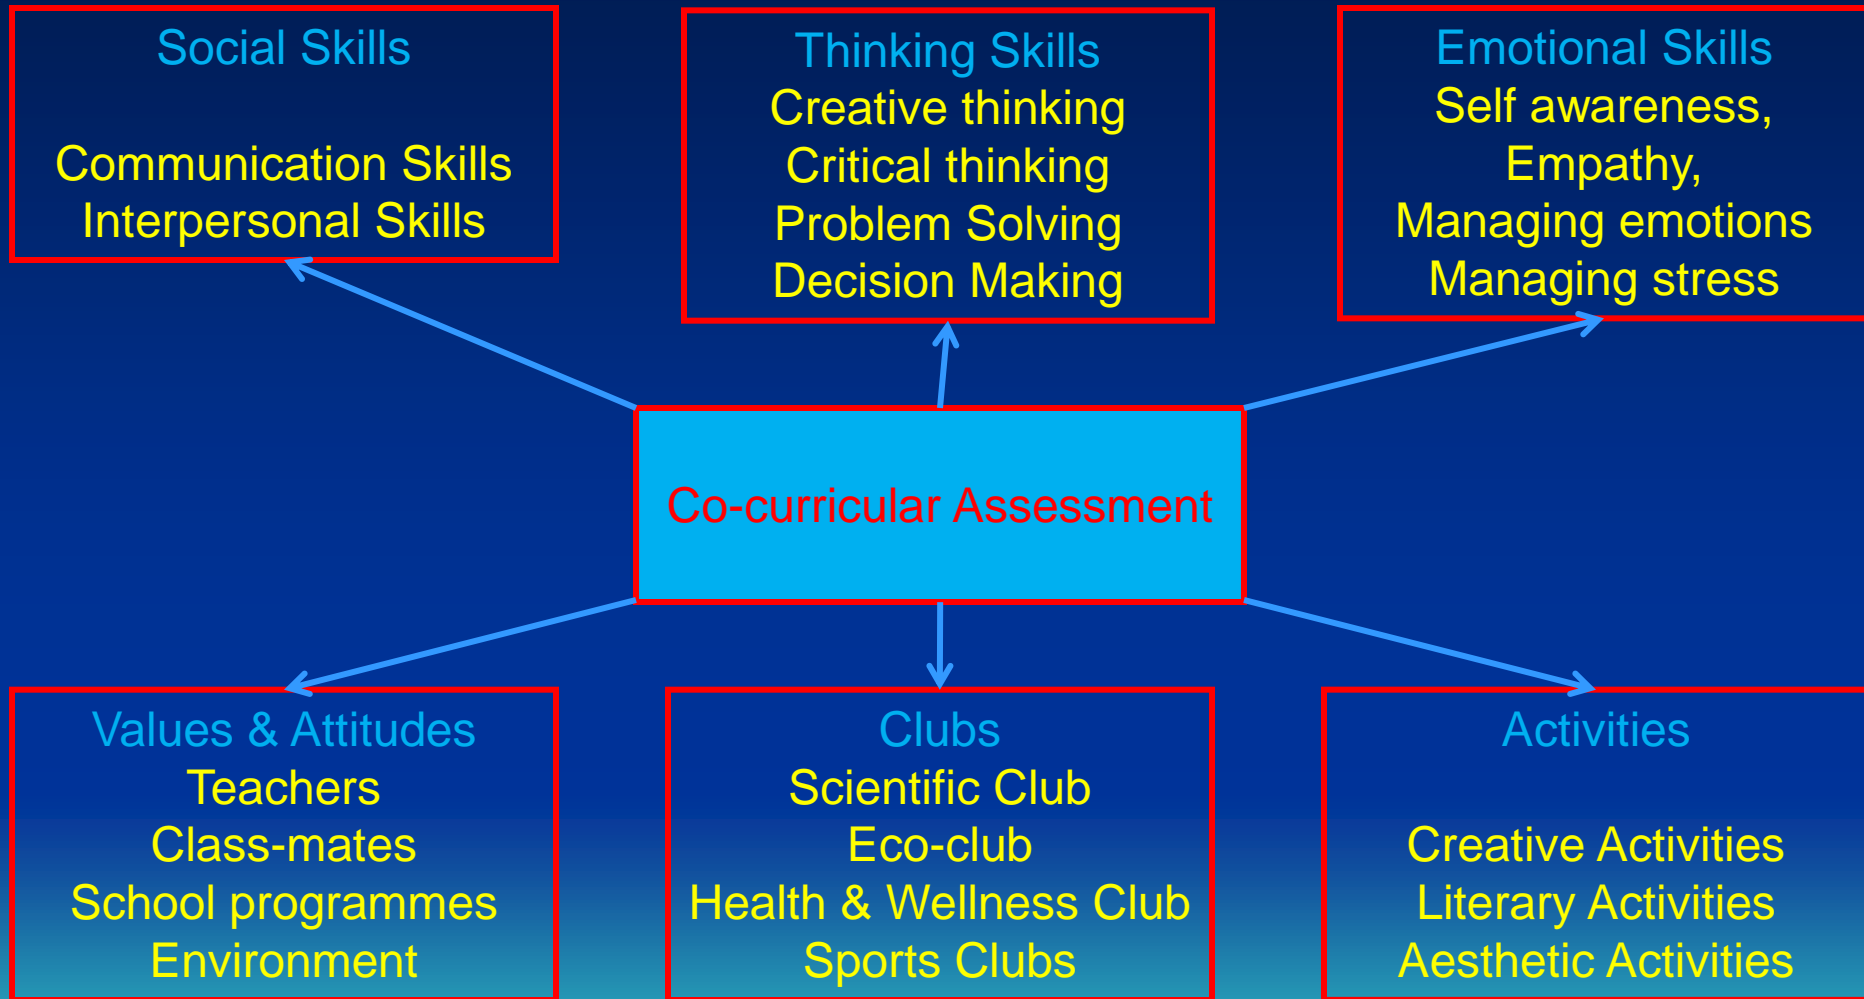 Social Skills
Communication Skills
Interpersonal Skills
Thinking Skills
Creative thinking
Critical thinking
Problem Solving
Decision Making
Emotional Skills
Self awareness,
Empathy,
Managing emotions
Managing stress
Co-curricular Assessment
Values & Attitudes
Teachers
Class-mates
School programmes
Environment
Clubs
Scientific Club
Eco-club
Health & Wellness Club
Sports Clubs
Activities
Creative Activities
Literary Activities
Aesthetic Activities